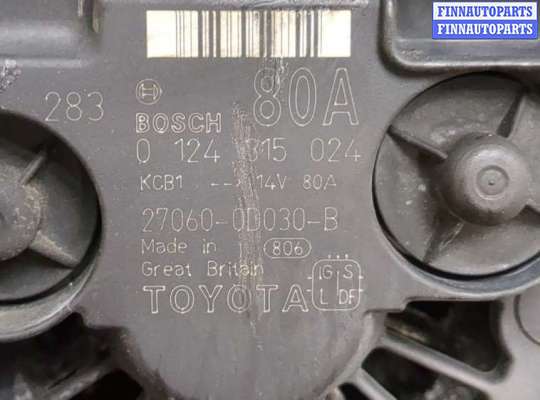 FINNAUTOPARTS
FINNAUTOPARTS
283
80A
BOSCH
0 124 315 024
KCB1 --> 14V 80A
27060-0D030-B
Made in 806
Great Britain
G S
TOYOTA
L DF